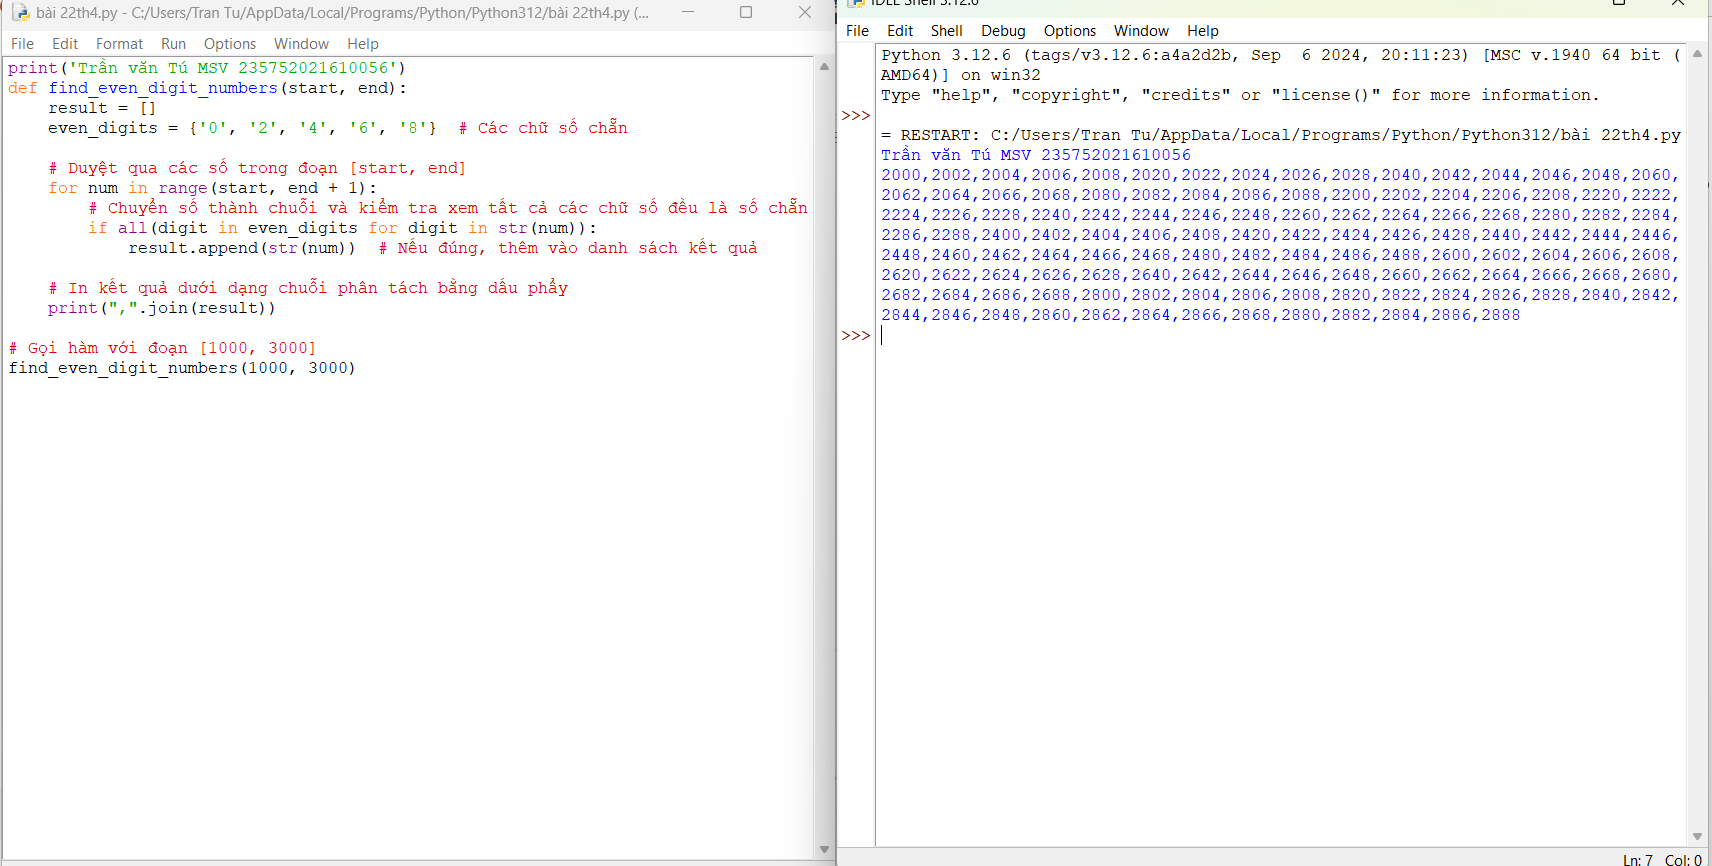 bài 22th4.py - C:/Users/Tran Tu/AppData/Local/Programs/Python/Python312/bài 22th4.py (...
File Edit Format Run Options Window Help
print('Trần văn Tú MSV 235752021610056')
def find_even_digit_numbers(start, end):
    result = []
    even_digits = {'0', '2', '4', '6', '8'}  # Các chữ số chẵn

    # Duyệt qua các số trong đoạn [start, end]
    for num in range(start, end + 1):
        # Chuyển số thành chuỗi và kiểm tra xem tất cả các chữ số đều là số chẵn
        if all(digit in even_digits for digit in str(num)):
            result.append(str(num))  # Nếu đúng, thêm vào danh sách kết quả

    # In kết quả dưới dạng chuỗi phân tách bằng dấu phẩy
    print(",".join(result))

# Gọi hàm với đoạn [1000, 3000]
find_even_digit_numbers(1000, 3000)
IDLE Shell 3.12.6
File Edit Shell Debug Options Window Help
Python 3.12.6 (tags/v3.12.6:a4a2d2b, Sep  6 2024, 20:11:23) [MSC v.1940 64 bit (
AMD64)] on win32
Type "help", "copyright", "credits" or "license()" for more information.
>>>
= RESTART: C:/Users/Tran Tu/AppData/Local/Programs/Python/Python312/bài 22th4.py
Trần văn Tú MSV 235752021610056
2000,2002,2004,2006,2008,2020,2022,2024,2026,2028,2040,2042,2044,2046,2048,2060,
2062,2064,2066,2068,2080,2082,2084,2086,2088,2200,2202,2204,2206,2208,2220,2222,
2224,2226,2228,2240,2242,2244,2246,2248,2260,2262,2264,2266,2268,2280,2282,2284,
2286,2288,2400,2402,2404,2406,2408,2420,2422,2424,2426,2428,2440,2442,2444,2446,
2448,2460,2462,2464,2466,2468,2480,2482,2484,2486,2488,2600,2602,2604,2606,2608,
2620,2622,2624,2626,2628,2640,2642,2644,2646,2648,2660,2662,2664,2666,2668,2680,
2682,2684,2686,2688,2800,2802,2804,2806,2808,2820,2822,2824,2826,2828,2840,2842,
2844,2846,2848,2860,2862,2864,2866,2868,2880,2882,2884,2886,2888
>>>
Ln: 7 Col: 0